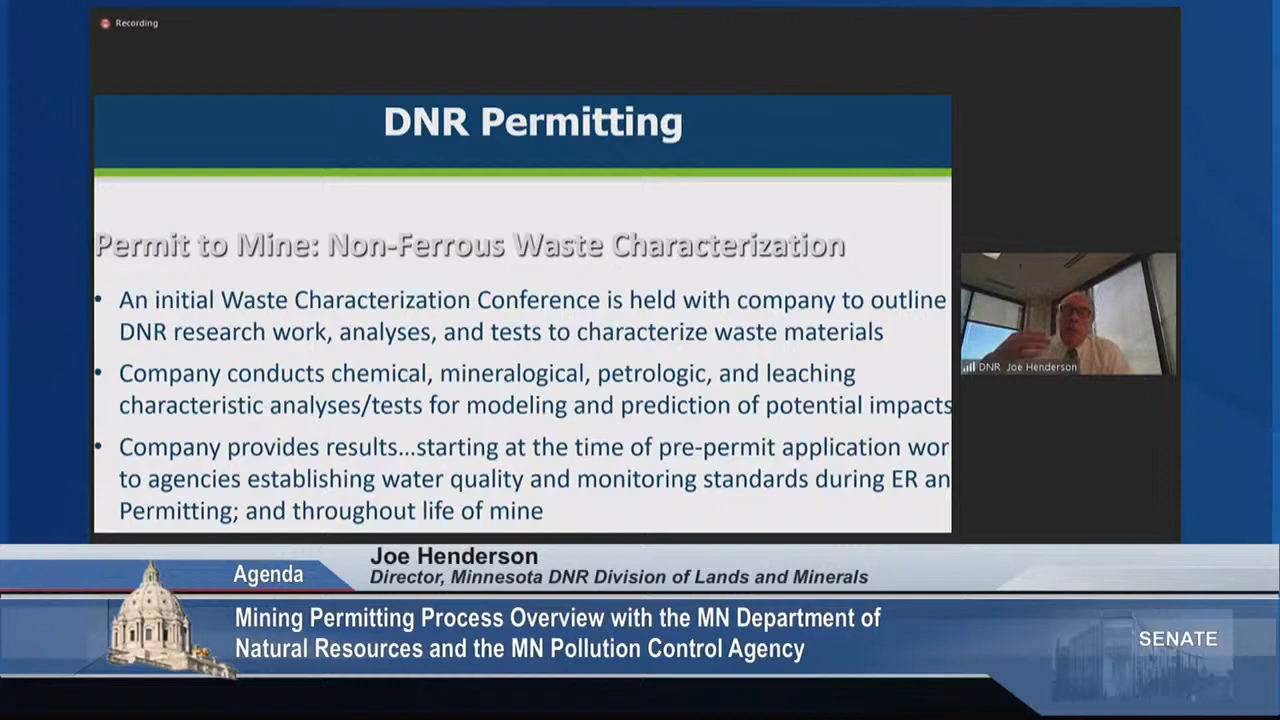 Recording
DNR Permitting
Permit to Mine: Non-Ferrous Waste Characterization
• An initial Waste Characterization Conference is held with company to outline
DNR research work, analyses, and tests to characterize waste materials
• Company conducts chemical, mineralogical, petrologic, and leaching
characteristic analyses/tests for modeling and prediction of potential impacts
• Company provides results...starting at the time of pre-permit application wor
to agencies establishing water quality and monitoring standards during ER an
Permitting; and throughout life of mine
DNR Joe Henderson
Joe Henderson
Director, Minnesota DNR Division of Lands and Minerals
Agenda
Mining Permitting Process Overview with the MN Department of
Natural Resources and the MN Pollution Control Agency
SENATE